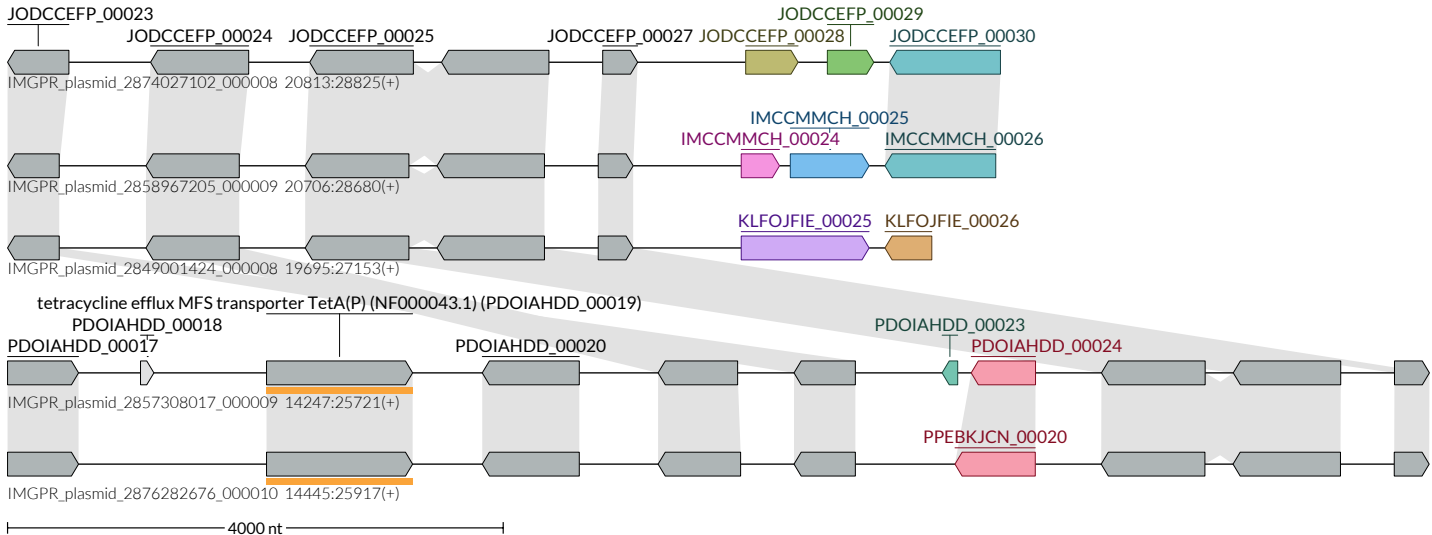 JODCCEFP_00023
JODCCEFP_00029
JODCCEFP_00024 JODCCEFP_00025 JODCCEFP_00027 JODCCEFP_00028 JODCCEFP_00030
IMGPR_plasmid_2874027102_000008 20813:28825(+)
IMCCMMCH_00025
IMCCMMCH_00024 IMCCMMCH_00026
IMGPR_plasmid_2858967205_000009 20706:28680(+)
KLFOJFIE_00025 KLFOJFIE_00026
IMGPR_plasmid_2849001424_000008 19695:27153(+)
tetracycline efflux MFS transporter TetA(P) (NF000043.1) (PDOIAHDD_00019)
PDOIAHDD_00018 PDOIAHDD_00023
PDOIAHDD_00017 PDOIAHDD_00020 PDOIAHDD_00024
IMGPR_plasmid_2857308017_000009 14247:25721(+)
PPEBKJCN_00020
IMGPR_plasmid_2876282676_000010 14445:25917(+)
4000 nt